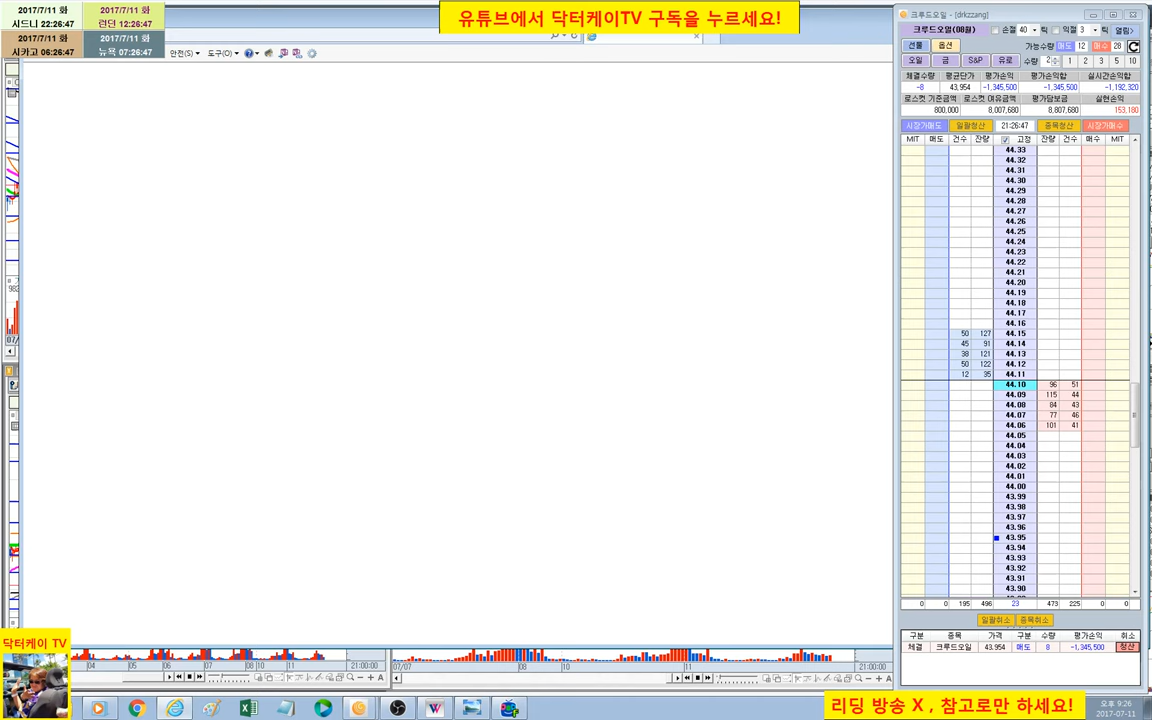 유튜브에서 닥터케이TV 구독을 누르세요!
2017/7/11 화
시드니 22:26:47
2017/7/11 화
런던 12:26:47
2017/7/11 화
시카고 06:26:47
2017/7/11 화
뉴욕 07:26:47
안전(S) 도구(O)
크루드오일 - [drkzzang]
크루드오일(08월) 손절 40 틱 익절 3 틱 열림>
선물 옵션 가능수량 매도 12 매수 28
오일 금 S&P 유로 수량 2 1 2 3 5 10
체결수량 평균단가 평가손익 평가손익합 실시간손익합
-8 43,954 -1,345,500 -1,345,500 -1,192,320
로스컷 기준금액 로스컷 여유금액 평가담보금 실현손익
800,000 8,007,680 8,807,680 153,180
시장가매도 일괄청산 21:26:47 종목청산 시장가매수
MIT 매도 건수 잔량 고정 잔량 건수 매수 MIT
44.33
44.32
44.31
44.30
44.29
44.28
44.27
44.26
44.25
44.24
44.23
44.22
44.21
44.20
44.19
44.18
44.17
44.16
50 127 44.15
45 91 44.14
38 121 44.13
50 122 44.12
12 35 44.11
44.10 96 51
44.09 115 44
44.08 84 43
44.07 77 46
44.06 101 41
44.05
44.04
44.03
44.02
44.01
44.00
43.99
43.98
43.97
43.96
43.95
43.94
43.93
43.92
43.91
43.90
0 0 195 496 23 473 225 0 0
일괄취소 종목취소
구분 종목 가격 구분 수량 평가손익 취소
체결 크루드오일 43.954 매도 8 -1,345,500 청산
닥터케이 TV
04 05 06 07 08 10 11 21:00:00
07/07 08 10 11 21:00:00
리딩 방송 X , 참고로만 하세요!
오후 9:26
2017-07-11